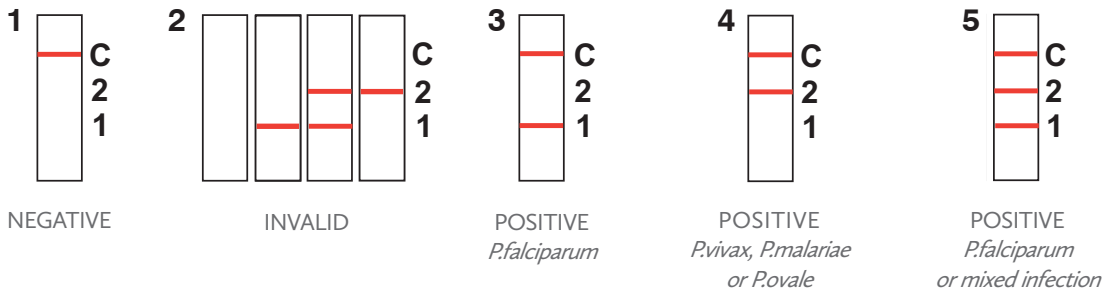 1
C
2
1
NEGATIVE
2
C
2
1
INVALID
3
C
2
1
POSITIVE
P.falciparum
4
C
2
1
POSITIVE
P.vivax, P.malariae
or P.ovale
5
C
2
1
POSITIVE
P.falciparum
or mixed infection